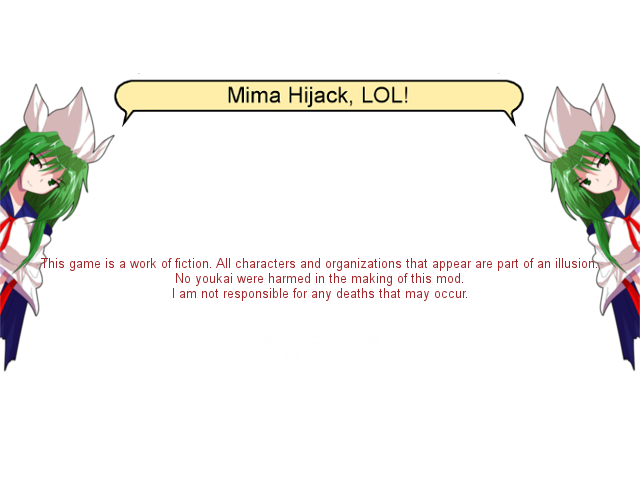 Mima Hijack, LOL!
This game is a work of fiction. All characters and organizations that appear are part of an illusion.
No youkai were harmed in the making of this mod.
I am not responsible for any deaths that may occur.